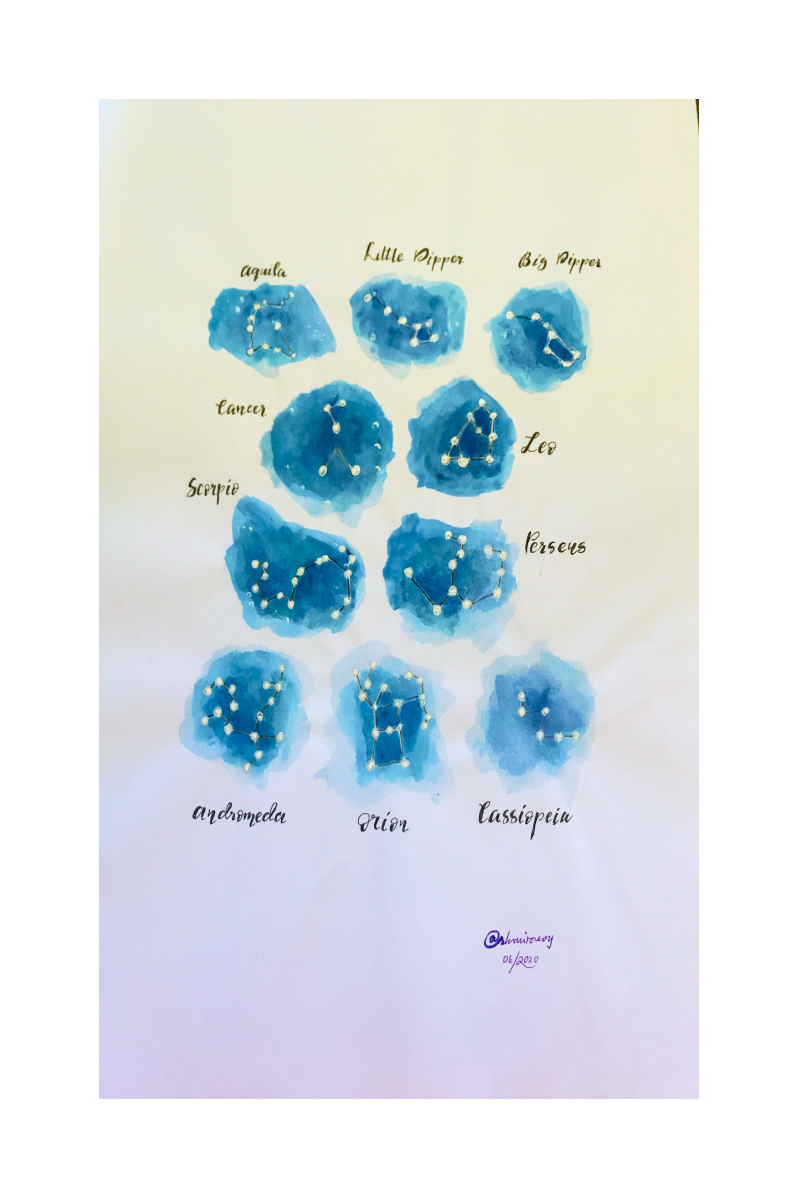 aquila
Little Dipper
Big Dipper
Cancer
Leo
Scorpio
Perseus
andromeda
Orion
Cassiopeia
06/2020